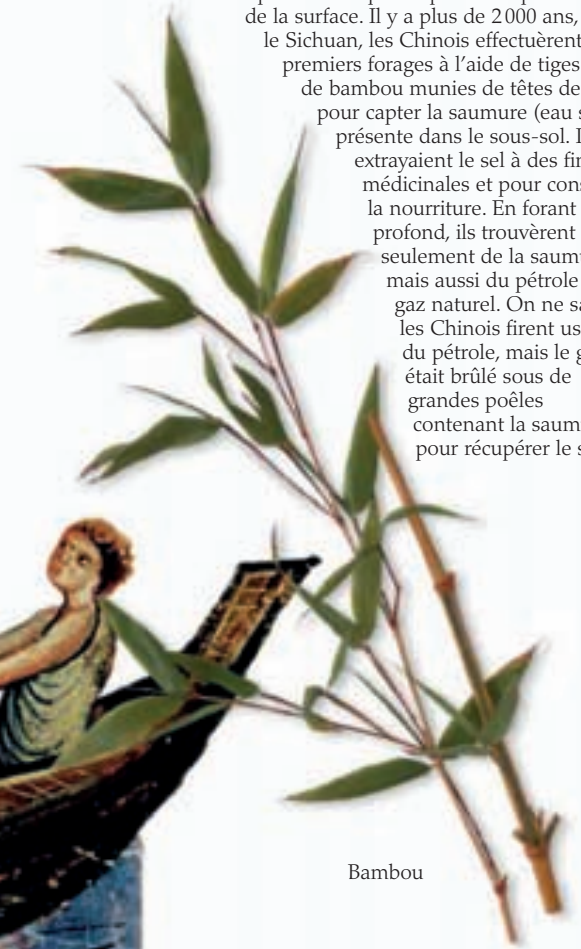 de la surface. Il y a plus de 2 000 ans,
le Sichuan, les Chinois effectuèrent
premiers forages à l'aide de tiges
de bambou munies de têtes de
pour capter la saumure (eau
présente dans le sous-sol.
extrayaient le sel à des
médicinales et pour
la nourriture. En forant
profond, ils trouvèrent
seulement de la
mais aussi du pétrole
gaz naturel. On ne
les Chinois firent
du pétrole, mais le
était brûlé sous de
grandes poêles
contenant la
pour récupérer le
Bambou